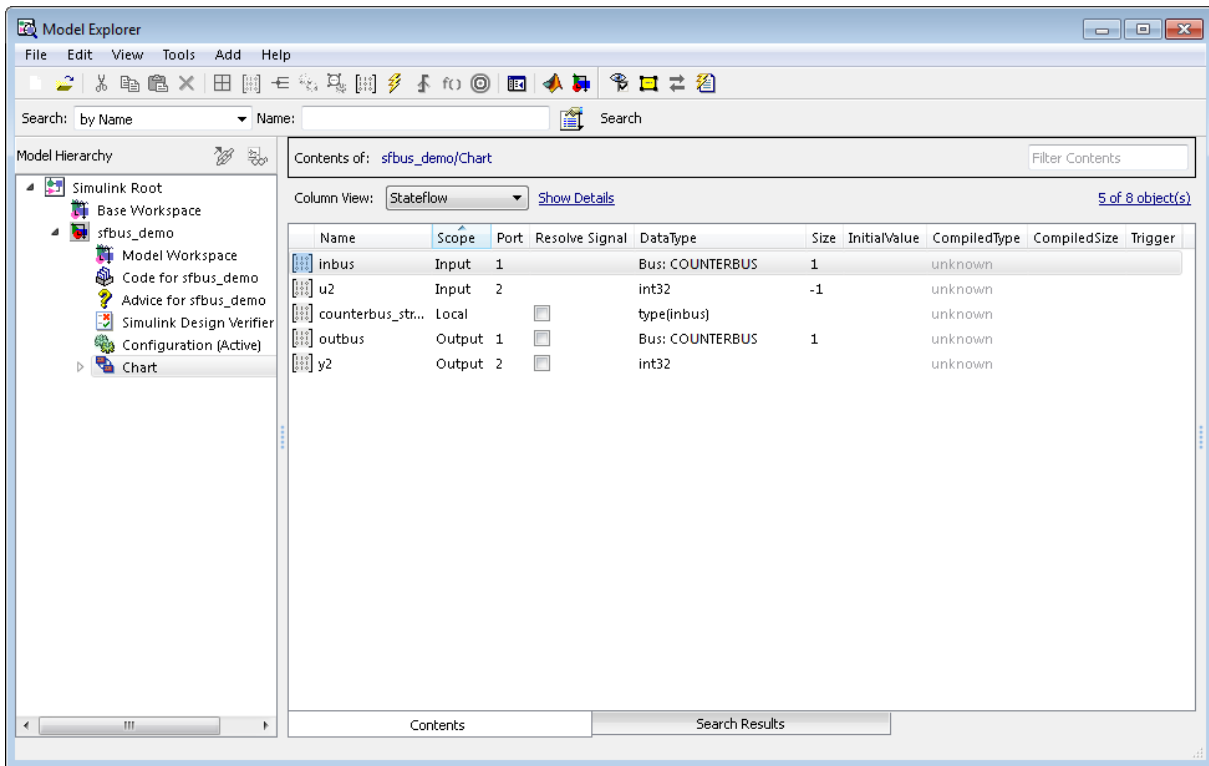 Model Explorer
File Edit View Tools Add Help
f()
Search: by Name Name: Search
Model Hierarchy
Simulink Root
Base Workspace
sfbus_demo
Model Workspace
Code for sfbus_demo
Advice for sfbus_demo
Simulink Design Verifier
Configuration (Active)
Chart
Contents of: sfbus_demo/Chart Filter Contents
Column View: Stateflow Show Details 5 of 8 object(s)
Name Scope Port Resolve Signal DataType Size InitialValue CompiledType CompiledSize Trigger
inbus Input 1 Bus: COUNTERBUS 1 unknown
u2 Input 2 int32 -1 unknown
counterbus_str... Local type(inbus) unknown
outbus Output 1 Bus: COUNTERBUS 1 unknown
y2 Output 2 int32 unknown
Contents Search Results